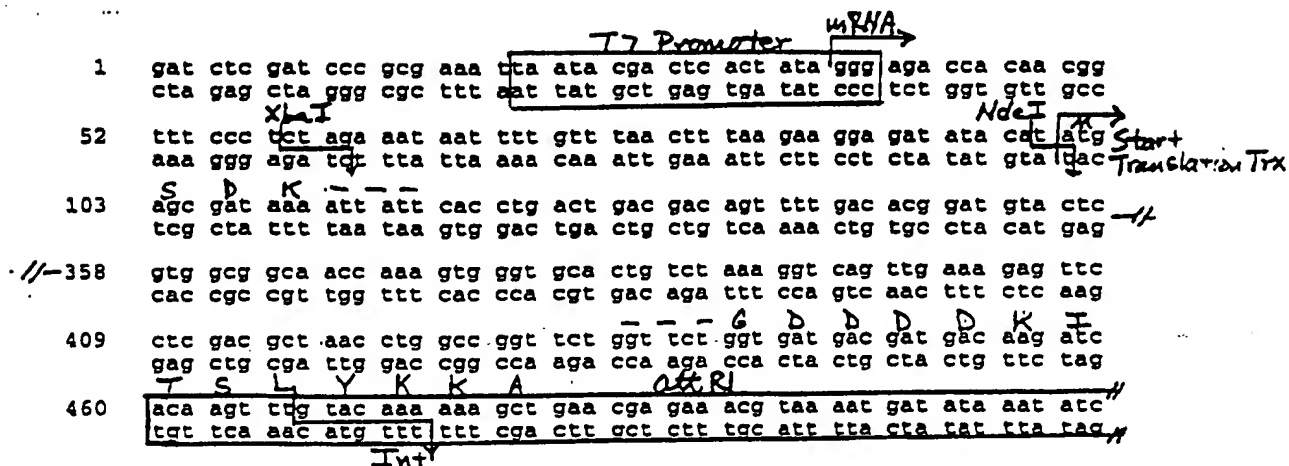 T7 Promoter mRNA
1 gat ctc gat ccc gcg aaa ttaa ata cga ctc act ata ggg aga cca caa cgg
cta gag cta ggg cgc ttt aat tat gct gag tga tat ccc tct ggt gtt gcc
XbaI NdeI M
52 ttt ccc tct aga aat aat ttt gtt taa ctt taa gaa gga gat ata cat atg
aaa ggg aga tct tta tta aaa caa att gaa att ctt cct cta tat gta tac
Start
Translation Trx
S D K - - -
103 agc gat aaa att att cac ctg act gac gac agt ttt gac acg gat gta ctc
tcg cta ttt taa taa gtg gac tga ctg ctg tca aaa ctg tgc cta cat gag
358 gtg gcg gca acc aaa gtg ggt gca ctg tct aaa ggt cag ttg aaa gag ttc
cac cgc cgt tgg ttt cac cca cgt gac aga ttt cca gtc aac ttt ctc aag
- - - G D D D D K I
409 ctc gac gct aac ctg gcc ggt tct ggt tct ggt gat gac gat gac aag atc
gag ctg cga ttg gac cgg cca aga cca aga cca cta ctg cta ctg ttc tag
T S L Y K K A attR1
460 aca agt ttg tac aaa aaa gct gaa cga gaa acg taa aat gat ata aat atc
tgt tca aac atg ttt ttt cga ctt gct ctt tgc att tta cta tat tta tag
Int